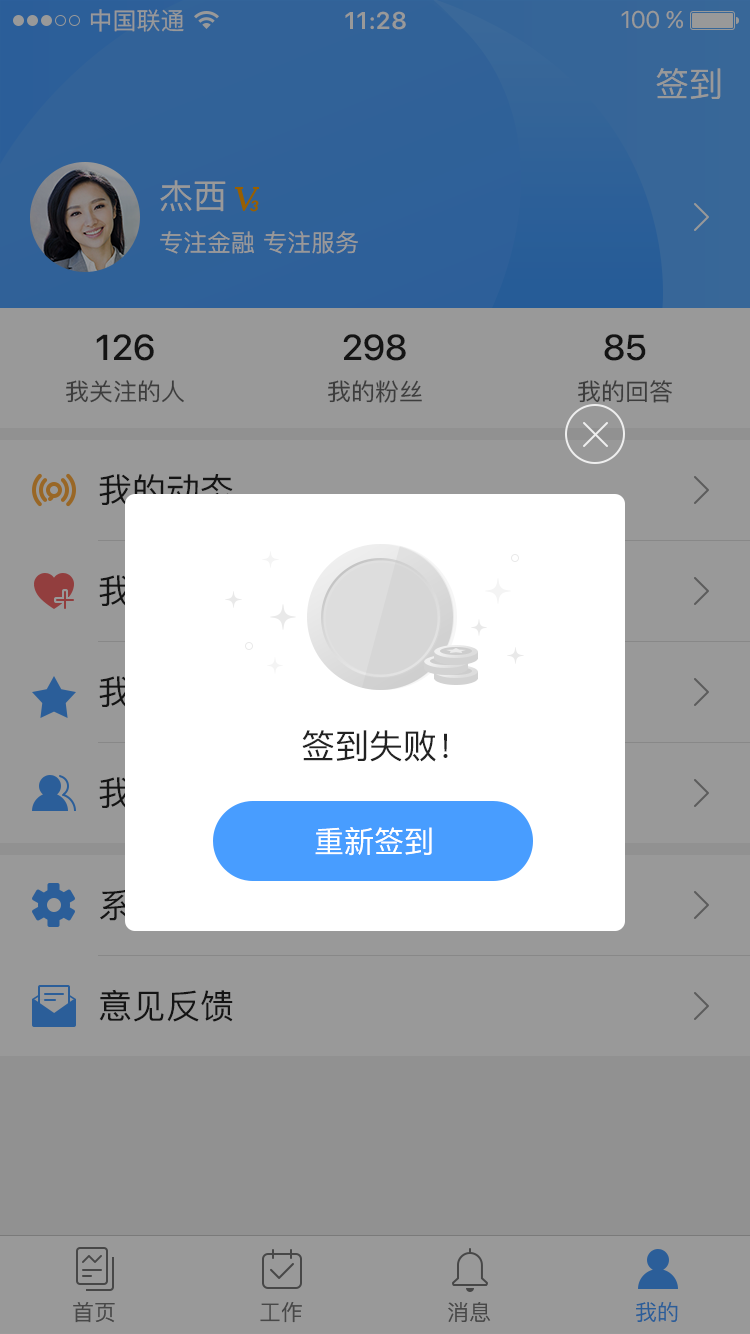 中国联通
11:28
100 %
签到
杰西 V3
专注金融 专注服务
126
298
85
我关注的人
我的粉丝
我的回答
我的动态
我
签到失败！
我
我
重新签到
系
意见反馈
首页
工作
消息
我的